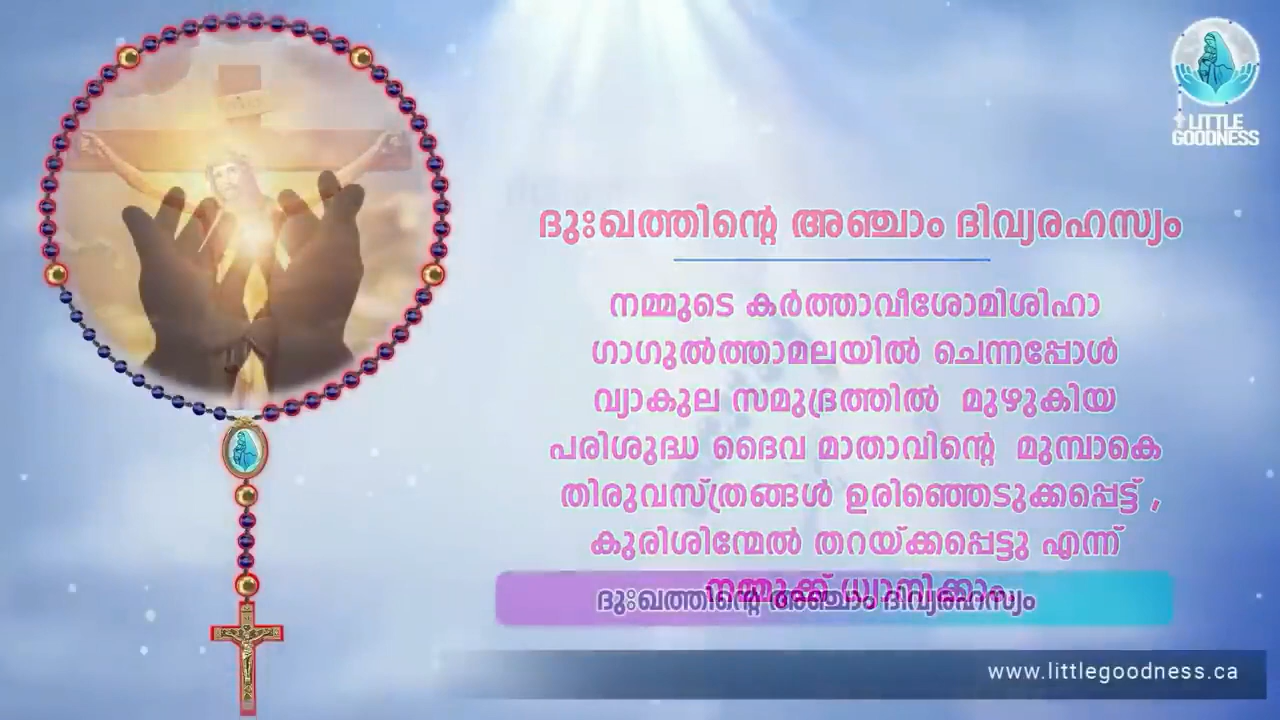 LITTLE
GOODNESS
ദുഃഖത്തിന്റെ അഞ്ചാം ദിവ്യരഹസ്യം
നമ്മുടെ കർത്താവീശോമിശിഹാ
ഗാഗുൽത്താമലയിൽ ചെന്നപ്പോൾ
വ്യാകുല സമുദ്രത്തിൽ മുഴുകിയ
പരിശുദ്ധ ദൈവ മാതാവിന്റെ മുമ്പാകെ
തിരുവസ്ത്രങ്ങൾ ഉരിഞ്ഞെടുക്കപ്പെട്ട് ,
കുരിശിന്മേൽ തറയ്ക്കപ്പെട്ടു എന്ന്
നമ്മുക്ക് ധ്യാനിക്കാം.
ദുഃഖത്തിന്റെ അഞ്ചാം ദിവ്യരഹസ്യം
www.littlegoodness.ca